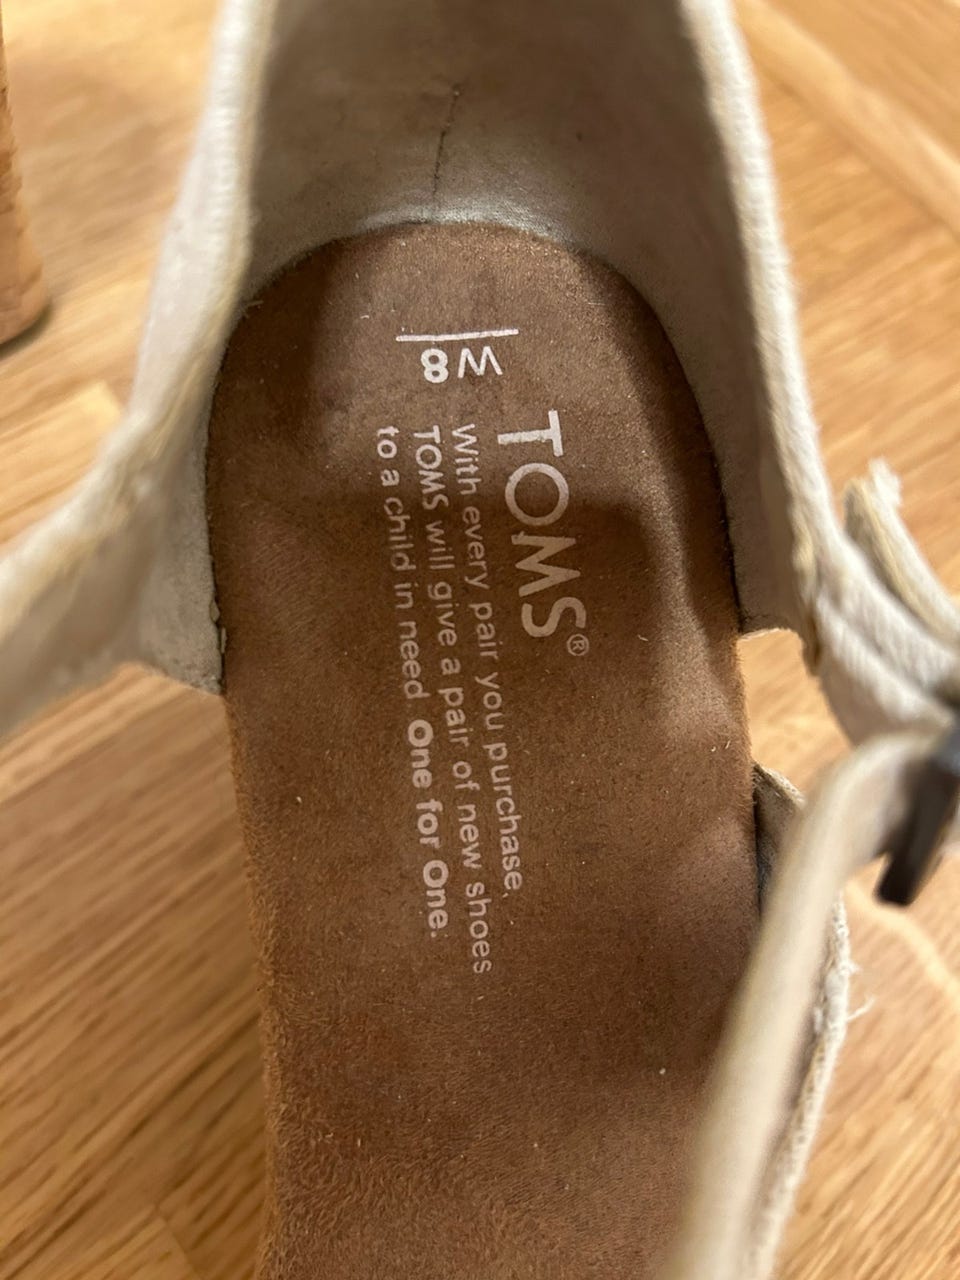 W8
TOMS®
With every pair you purchase,
TOMS will give a pair of new shoes
to a child in need. One for One.